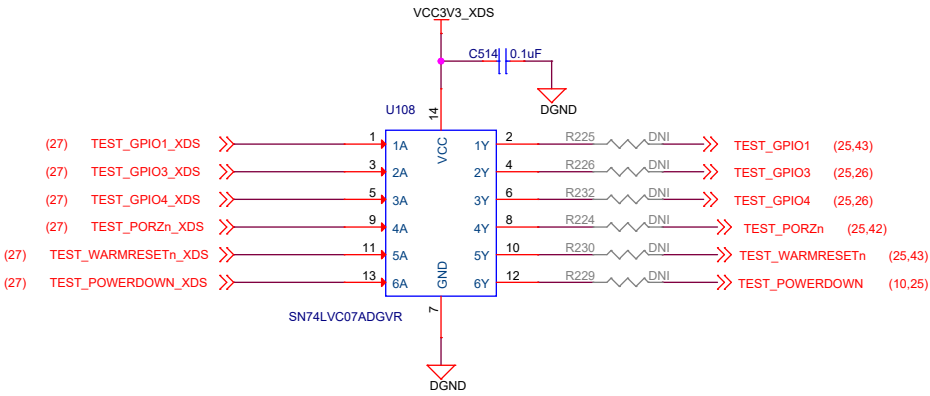 VCC3V3_XDS
C514 0.1uF
DGND
U108
14
VCC
(27) TEST_GPIO1_XDS 1 1A 1Y 2 R225 DNI TEST_GPIO1 (25,43)
(27) TEST_GPIO3_XDS 3 2A 2Y 4 R226 DNI TEST_GPIO3 (25,26)
(27) TEST_GPIO4_XDS 5 3A 3Y 6 R232 DNI TEST_GPIO4 (25,26)
(27) TEST_PORZn_XDS 9 4A 4Y 8 R224 DNI TEST_PORZn (25,42)
(27) TEST_WARMRESETn_XDS 11 5A 5Y 10 R230 DNI TEST_WARMRESETn (25,43)
(27) TEST_POWERDOWN_XDS 13 6A 6Y 12 R229 DNI TEST_POWERDOWN (10,25)
GND
7
SN74LVC07ADGVR
DGND